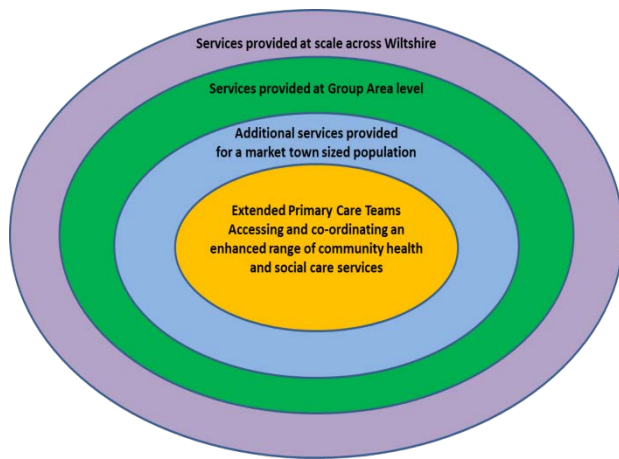 Services provided at scale across Wiltshire
Services provided at Group Area level
Additional services provided
for a market town sized population
Extended Primary Care Teams
Accessing and co-ordinating an
enhanced range of community health
and social care services